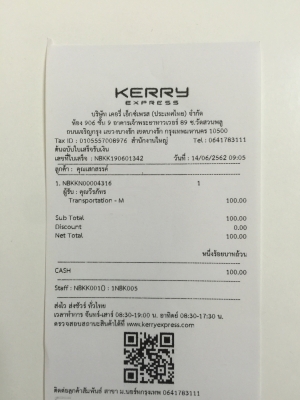 KERRY
EXPRESS
บริษัท เคอรี่ เอ็กซ์เพรส (ประเทศไทย) จำกัด
ห้อง 906 ชั้น 9 อาคารเจ้าพระยาทาวเวอร์ 89 ซ.วัดสวนพลู
ถนนเจริญกรุง แขวงบางรัก เขตบางรัก กรุงเทพมหานคร 10500
Tax ID : 0105557008976 สำนักงานใหญ่ Tel : 0641783111
ต้นฉบับใบเสร็จรับเงิน
เลขที่ใบเสร็จ : NBKK190601342 วันที่ : 14/06/2562 09:05
ลูกค้า : คุณเสกสรรค์
1. NBKKN00004316 1
ผู้รับ : คุณวีรภัทร
Transportation - M 100.00
Sub Total 100.00
Discount 0.00
Net Total 100.00
หนึ่งร้อยบาทถ้วน
CASH 100.00
Staff : NBKK001() : 1NBK005
ส่งไว ส่งชัวร์ ทั่วไทย
เวลาทำการ จันทร์-เสาร์ 08:30-19:00 น. อาทิตย์ 08:30-17:30 น.
ตรวจสอบสถานะสินค้าได้ที่ www.kerryexpress.com
ติดต่อลูกค้าสัมพันธ์ สาขา ม.นอร์ทกรุงเทพ 0641783111